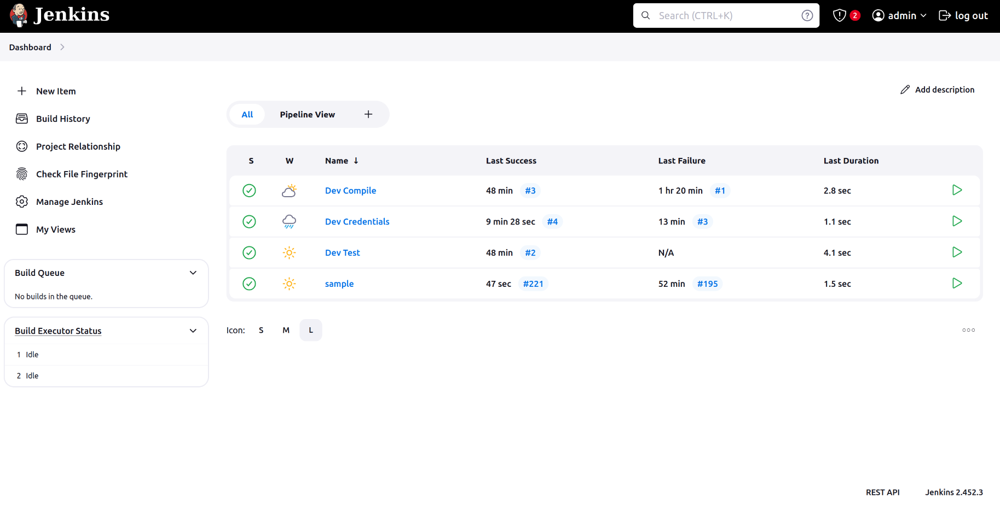 Jenkins
Search (CTRL+K) ?
2
admin
log out
Dashboard
New Item
Build History
Project Relationship
Check File Fingerprint
Manage Jenkins
My Views
Build Queue
No builds in the queue.
Build Executor Status
1 Idle
2 Idle
Add description
All Pipeline View +
S W Name ↓ Last Success Last Failure Last Duration
Dev Compile 48 min #3 1 hr 20 min #1 2.8 sec
Dev Credentials 9 min 28 sec #4 13 min #3 1.1 sec
Dev Test 48 min #2 N/A 4.1 sec
sample 47 sec #221 52 min #195 1.5 sec
Icon: S M L
REST API Jenkins 2.452.3